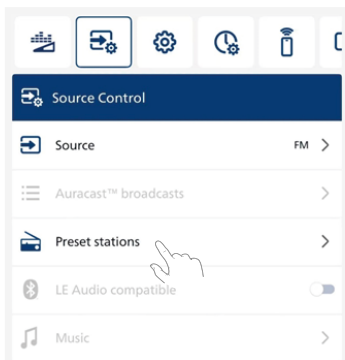 Source Control
Source FM
Auracast™ broadcasts
Preset stations
LE Audio compatible
Music